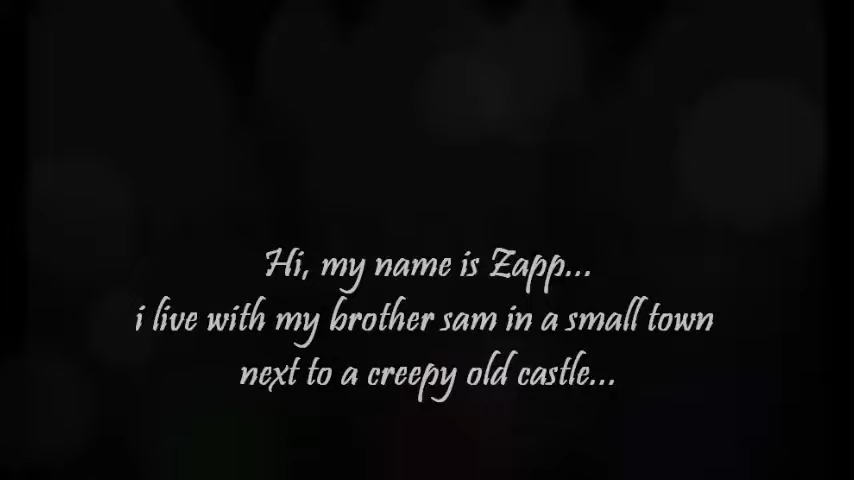 Hi, my name is Zapp...
i live with my brother sam in a small town
next to a creepy old castle...